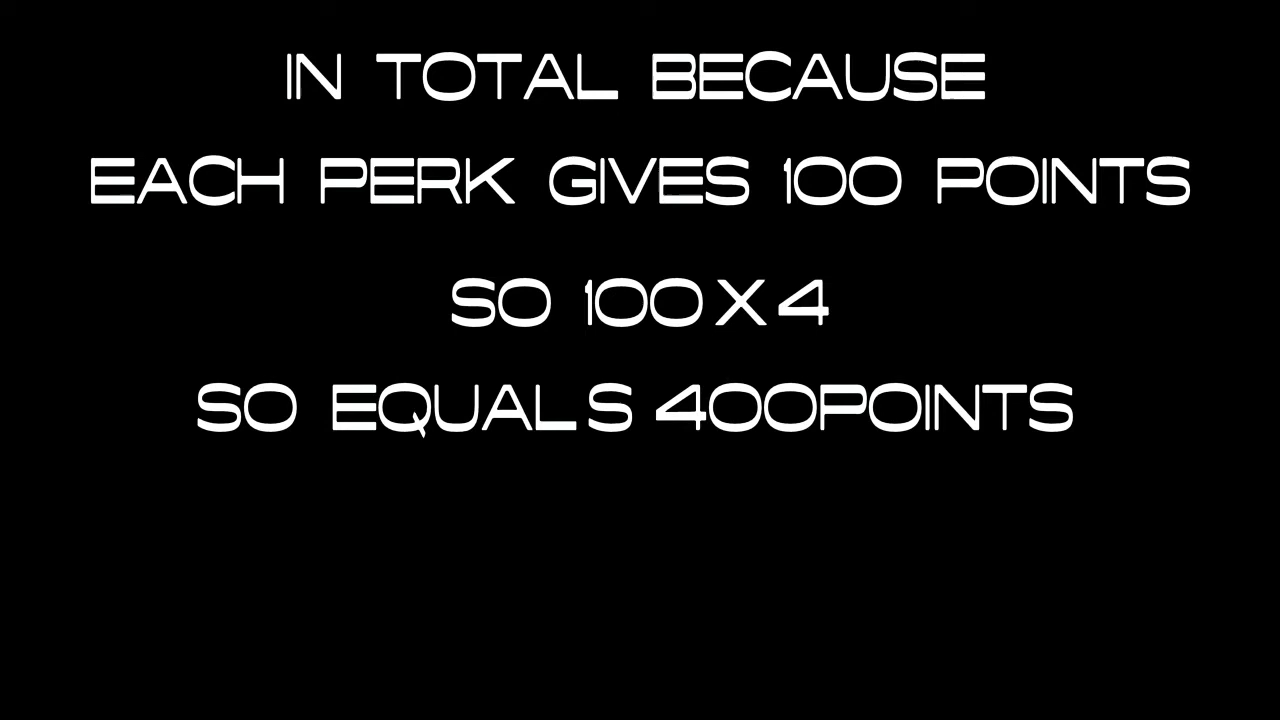 IN TOTAL BECAUSE
EACH PERK GIVES 100 POINTS
SO 100X4
SO EQUALS 400POINTS